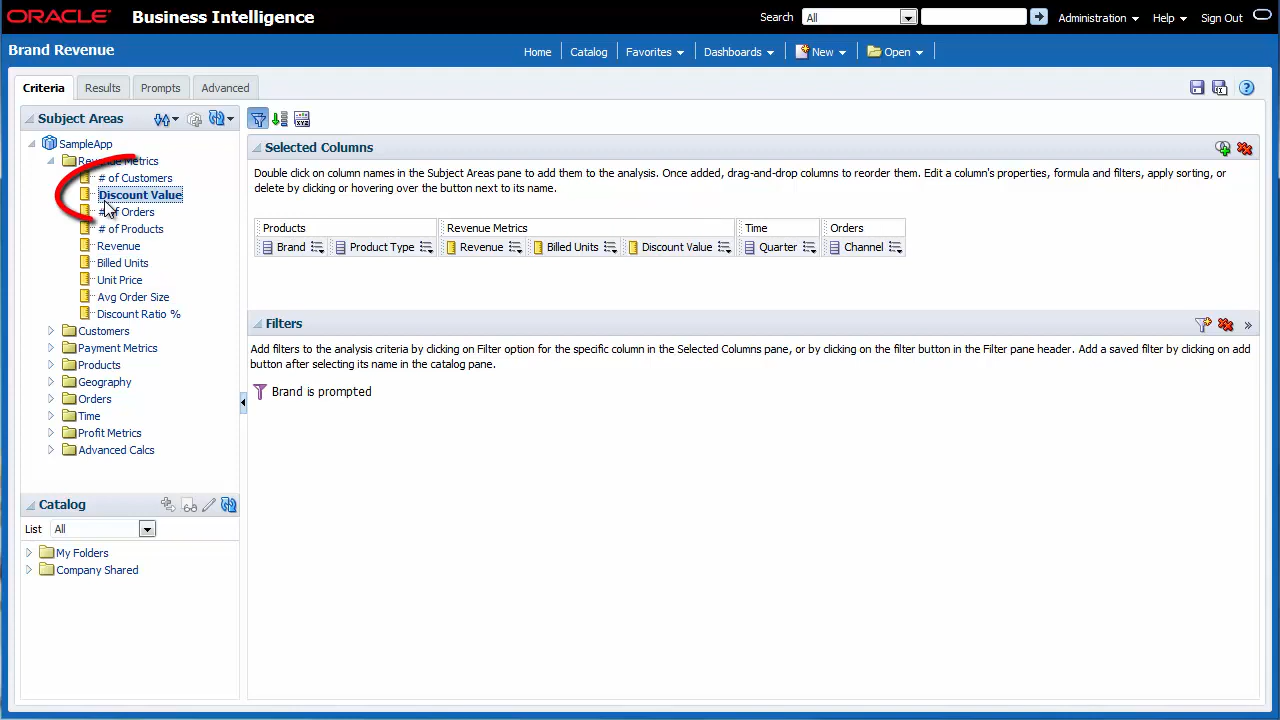 ORACLE Business Intelligence
Search All Administration Help Sign Out
Brand Revenue
Home Catalog Favorites Dashboards New Open
Criteria Results Prompts Advanced
Subject Areas
SampleApp
Revenue Metrics
# of Customers
Discount Value
# of Orders
# of Products
Revenue
Billed Units
Unit Price
Avg Order Size
Discount Ratio %
Customers
Payment Metrics
Products
Geography
Orders
Time
Profit Metrics
Advanced Calcs
Catalog
List All
My Folders
Company Shared
Selected Columns
Double click on column names in the Subject Areas pane to add them to the analysis. Once added, drag-and-drop columns to reorder them. Edit a column's properties, formula and filters, apply sorting, or
delete by clicking or hovering over the button next to its name.
Products Revenue Metrics Time Orders
Brand Product Type Revenue Billed Units Discount Value Quarter Channel
Filters
Add filters to the analysis criteria by clicking on Filter option for the specific column in the Selected Columns pane, or by clicking on the filter button in the Filter pane header. Add a saved filter by clicking on add
button after selecting its name in the catalog pane.
Brand is prompted